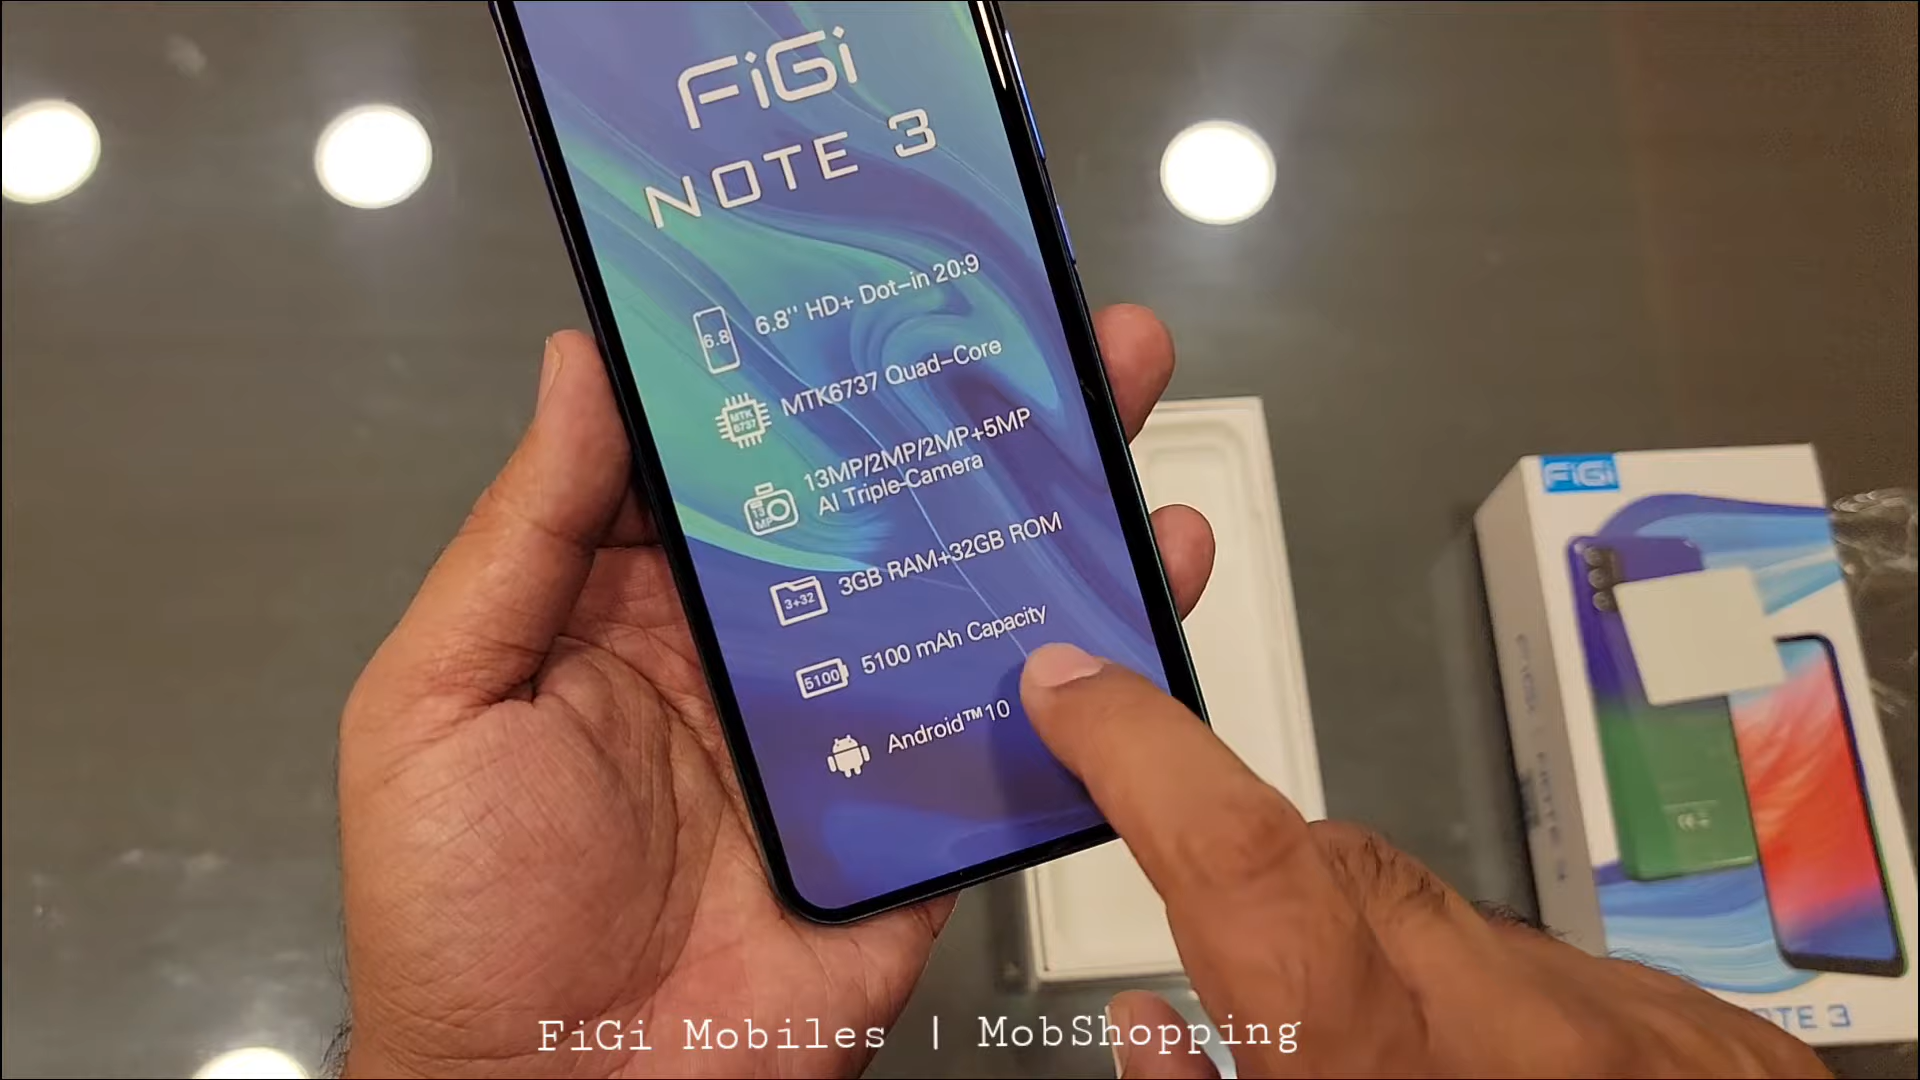 FiGi
NOTE 3
6.8
6.8'' HD+ Dot-in 20:9
MTK
6737
MTK6737 Quad-Core
13
MP
13MP/2MP/2MP+5MP
AI Triple-Camera
3+32
3GB RAM+32GB ROM
5100
5100 mAh Capacity
Android™10
FiGi
OTE 3
FiGi Mobiles | MobShopping